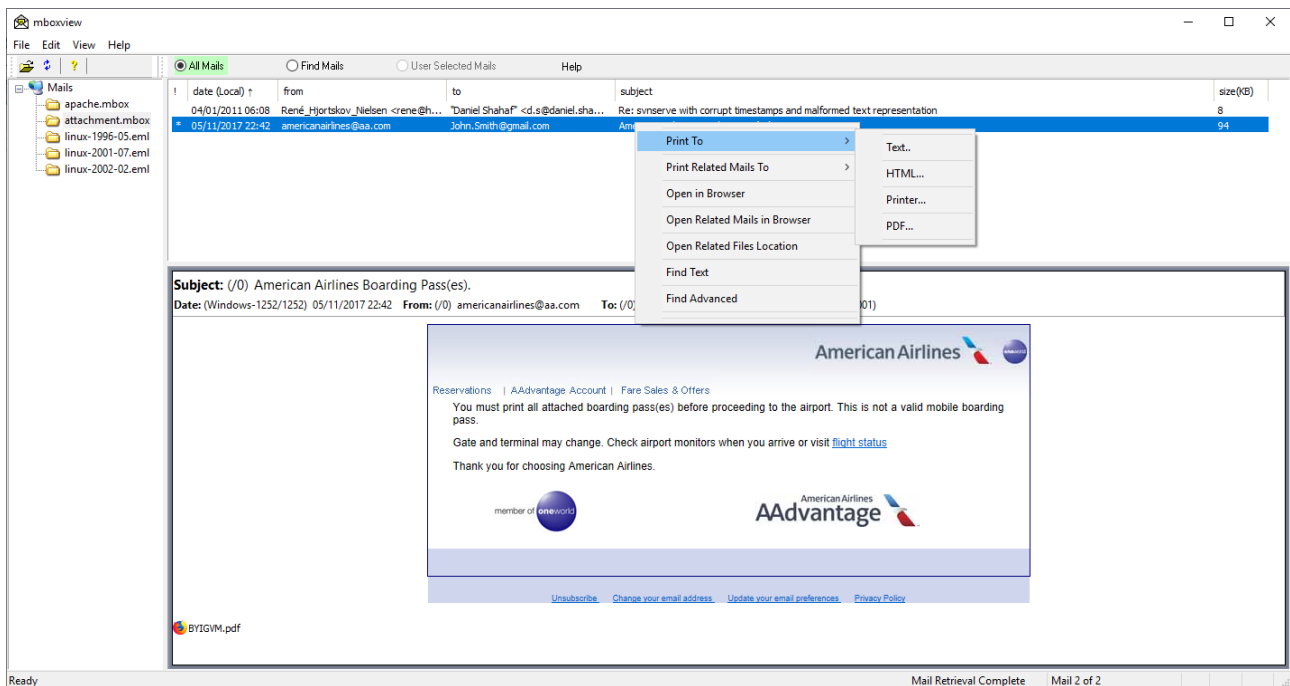 mboxview
File Edit View Help
All Mails Find Mails User Selected Mails Help
Mails
apache.mbox
attachment.mbox
linux-1996-05.eml
linux-2001-07.eml
linux-2002-02.eml
! date (Local) ↑ from to subject size(KB)
04/01/2011 06:08 René_Hjortskov_Nielsen <rene@h... "Daniel Shahaf" <d.s@daniel.sha... Re: svnserve with corrupt timestamps and malformed text representation 8
* 05/11/2017 22:42 americanairlines@aa.com John.Smith@gmail.com 94
Print To
Print Related Mails To
Open in Browser
Open Related Mails in Browser
Open Related Files Location
Find Text
Find Advanced
Text..
HTML...
Printer...
PDF...
Subject: (/0) American Airlines Boarding Pass(es).
Date: (Windows-1252/1252) 05/11/2017 22:42 From: (/0) americanairlines@aa.com To: (/0) 001)
American Airlines
Reservations | AAdvantage Account | Fare Sales & Offers
You must print all attached boarding pass(es) before proceeding to the airport. This is not a valid mobile boarding
pass.
Gate and terminal may change. Check airport monitors when you arrive or visit flight status
Thank you for choosing American Airlines.
member of oneworld
American Airlines
AAdvantage
Unsubscribe Change your email address Update your email preferences Privacy Policy
BYIGVM.pdf
Ready Mail Retrieval Complete Mail 2 of 2